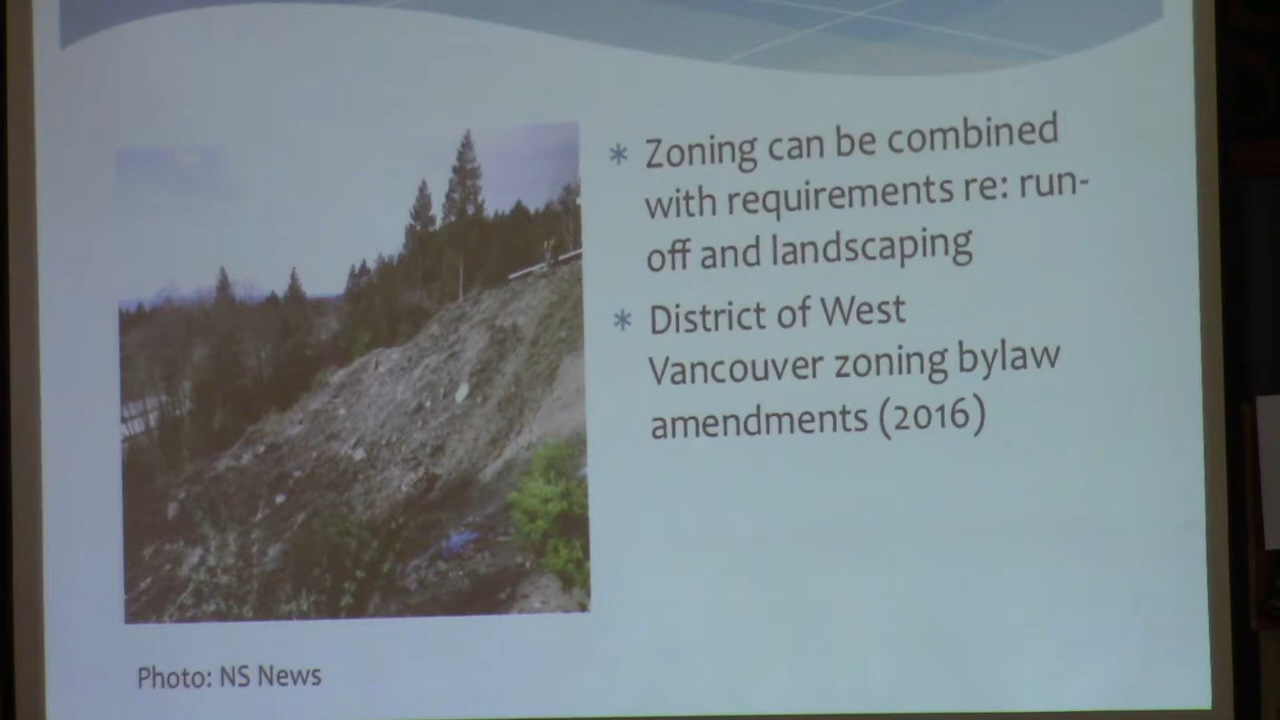 * Zoning can be combined
with requirements re: run-
off and landscaping
* District of West
Vancouver zoning bylaw
amendments (2016)
Photo: NS News